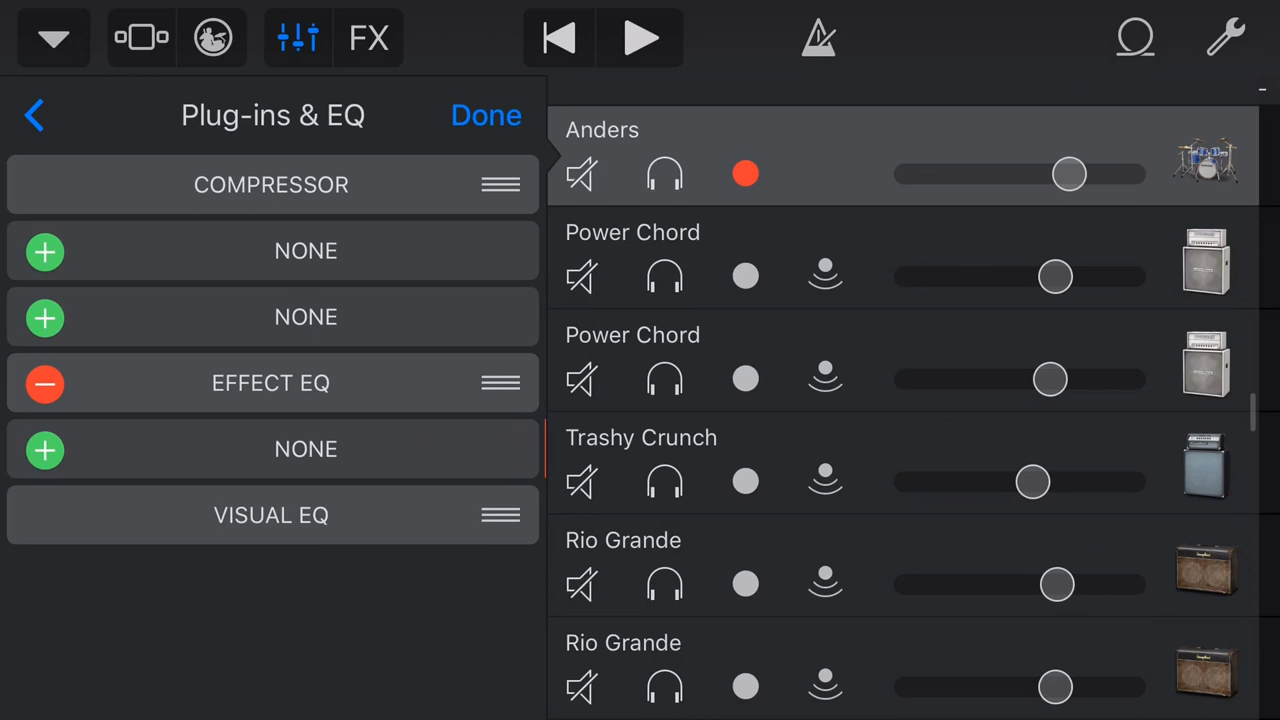 FX
Plug-ins & EQ
Done
COMPRESSOR
NONE
NONE
EFFECT EQ
NONE
VISUAL EQ
Anders
Power Chord
Power Chord
Trashy Crunch
Rio Grande
Rio Grande